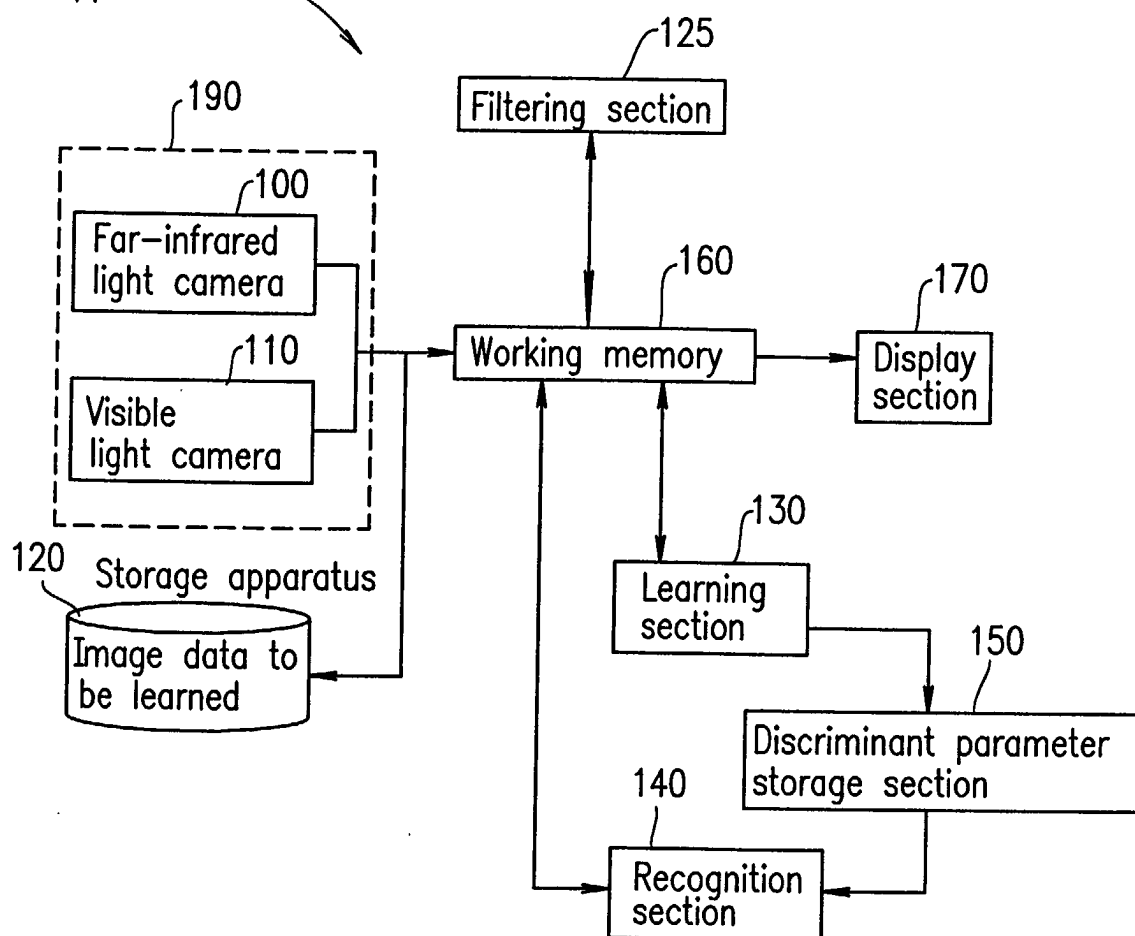 125
Filtering section
190
100
Far-infrared
light camera
160
170
Working memory
Display
section
110
Visible
light camera
130
120
Storage apparatus
Learning
section
Image data to
be learned
150
Discriminant parameter
storage section
140
Recognition
section